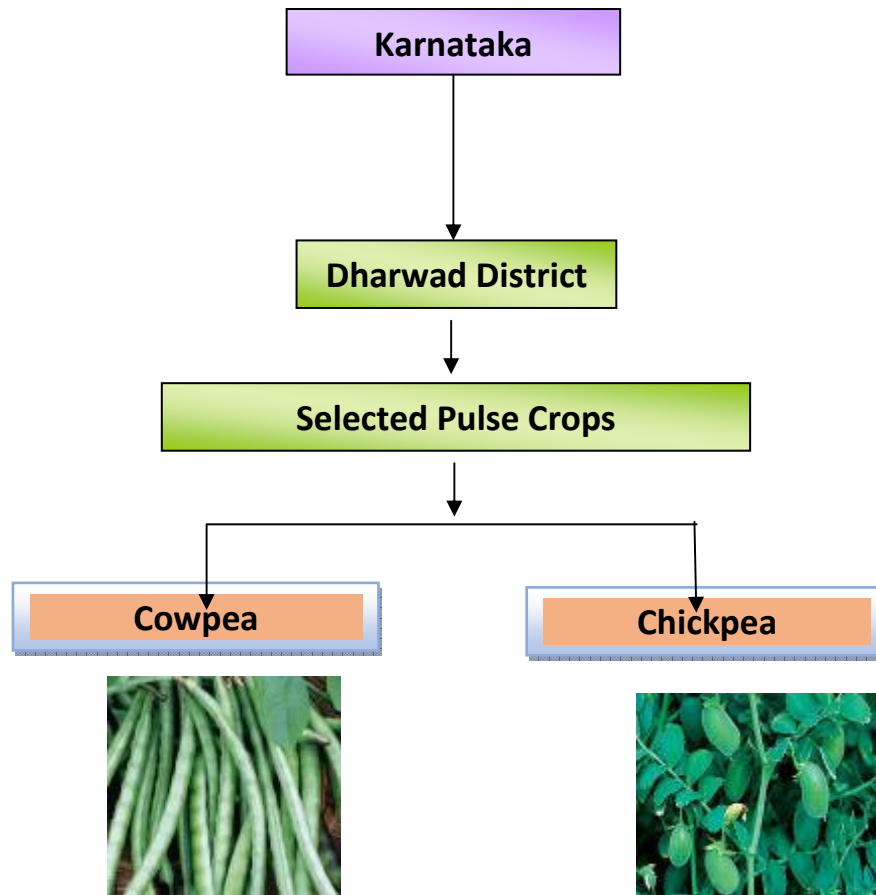 Karnataka
Dharwad District
Selected Pulse Crops
Cowpea
Chickpea